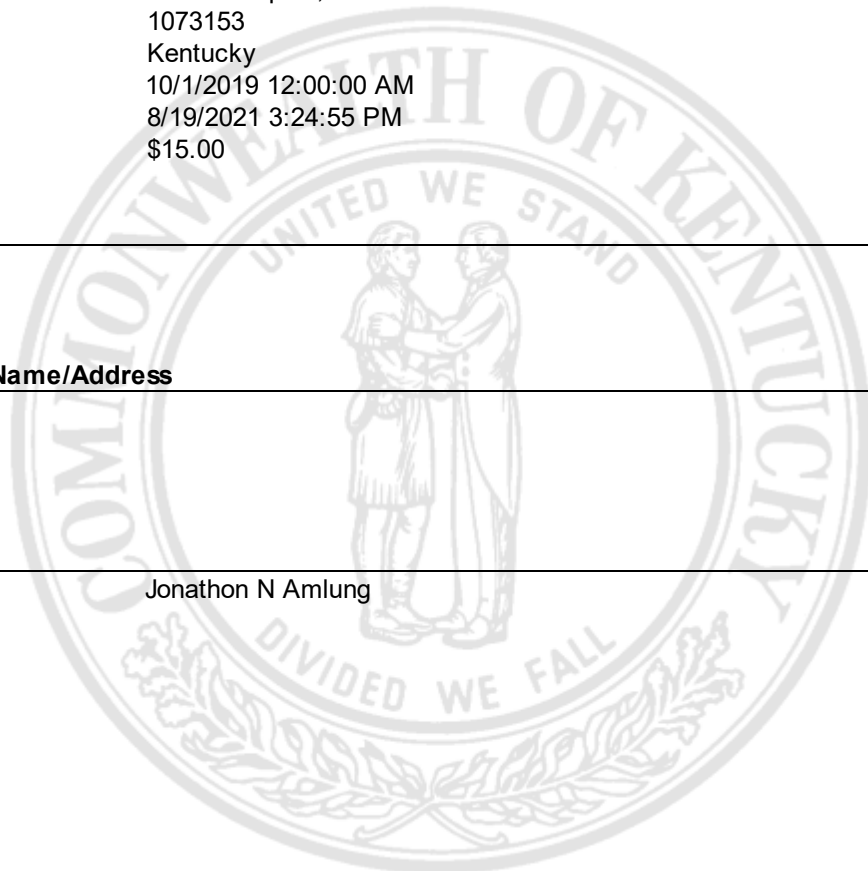 1073153
Kentucky
10/1/2019 12:00:00 AM
8/19/2021 3:24:55 PM
$15.00
COMMONWEALTH OF KENTUCKY
UNITED WE STAND
Name/Address
Jonathon N Amlung
DIVIDED WE FALL